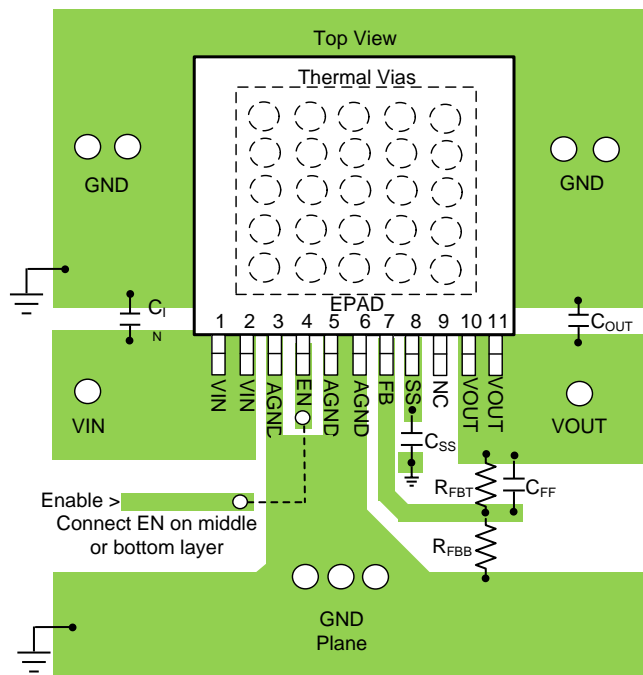 Top View
Thermal Vias
GND
GND
EPAD
CI
N
COUT
1 2 3 4 5 6 7 8 9 10 11
VIN
VIN
AGND
EN
AGND
AGND
FB
SS
NC
VOUT
VOUT
VIN
VOUT
CSS
RFBT
CFF
Enable >
Connect EN on middle
or bottom layer
RFBB
GND
Plane